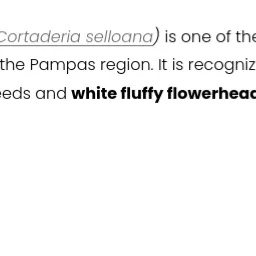 Cortaderia selloana) is one of the
the Pampas region. It is recogniz
eeds and white fluffy flowerhead